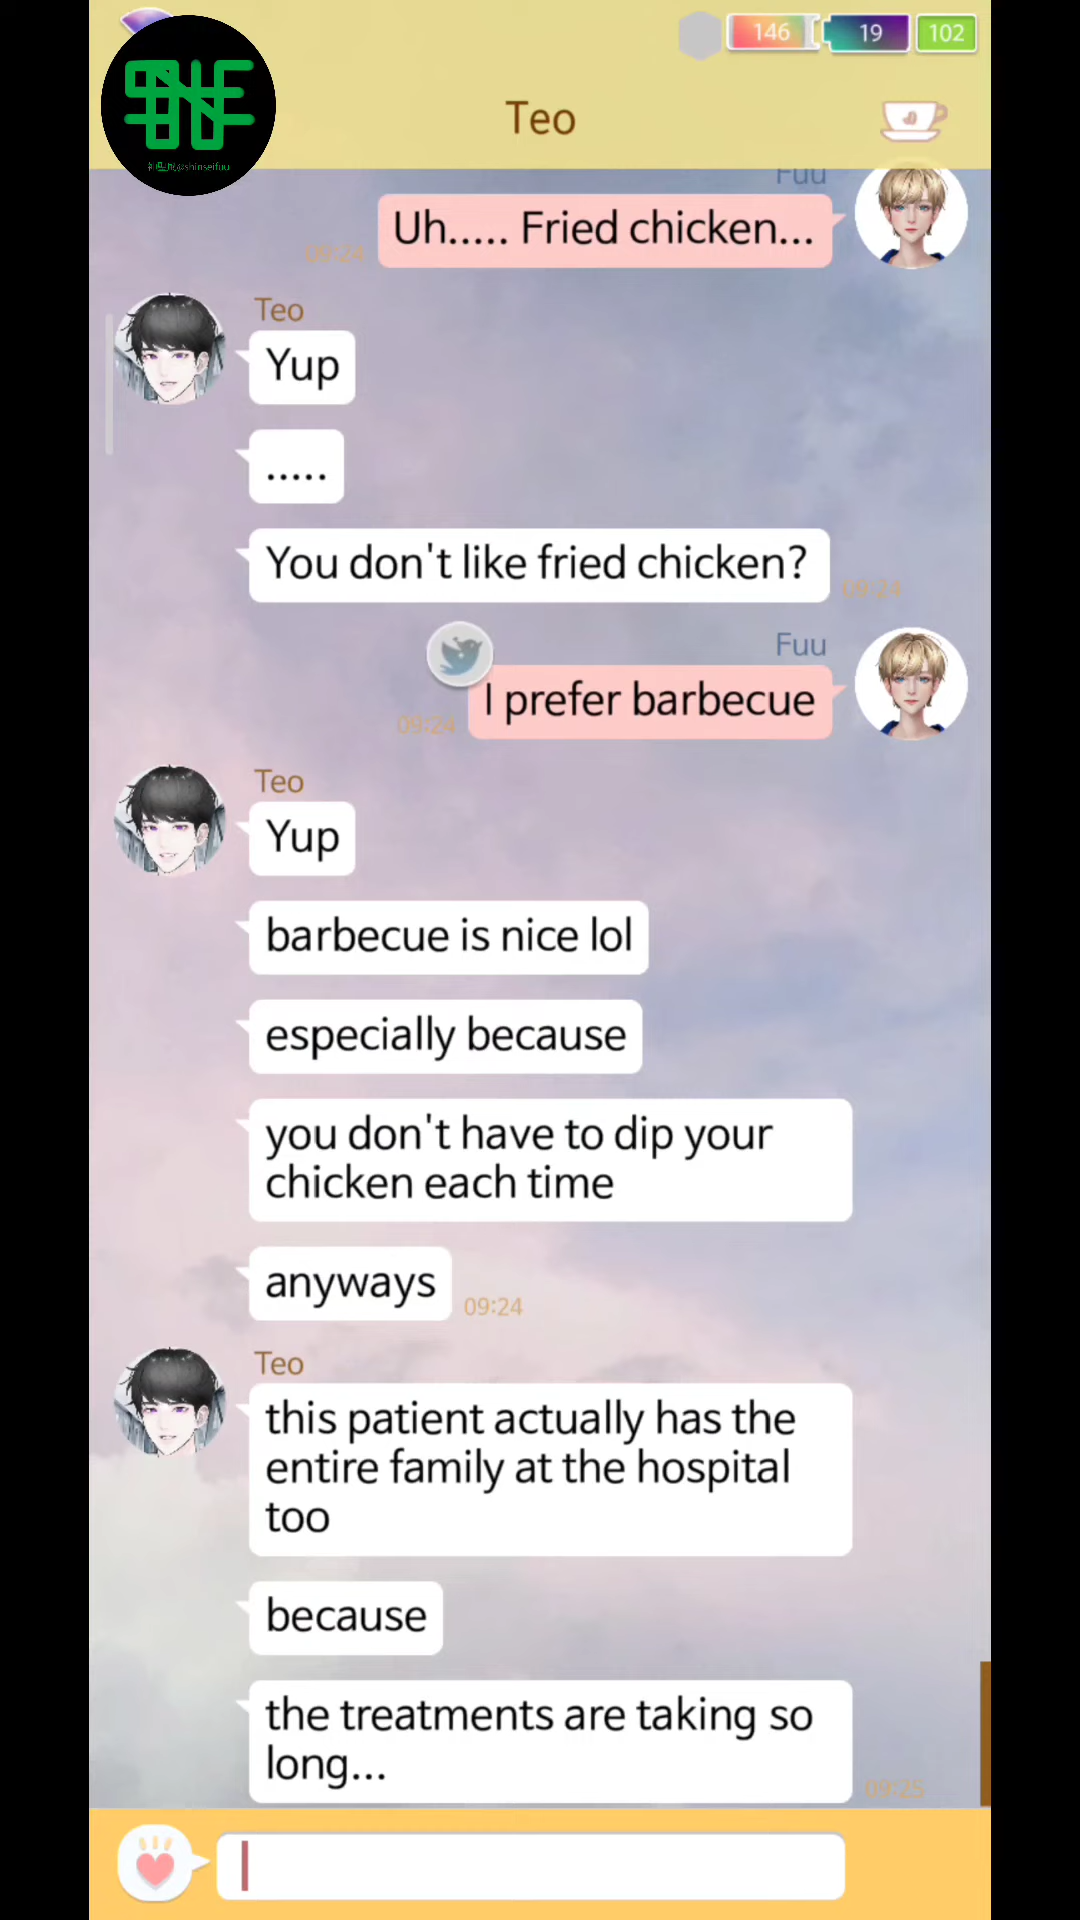 146
19
102
Teo
@shinseifuu
Fuu
Uh..... Fried chicken...
09:24
Teo
Yup
.....
You don't like fried chicken?
09:24
Fuu
I prefer barbecue
09:24
Teo
Yup
barbecue is nice lol
especially because
you don't have to dip your
chicken each time
anyways
09:24
Teo
this patient actually has the
entire family at the hospital
too
because
the treatments are taking so
long...
09:25